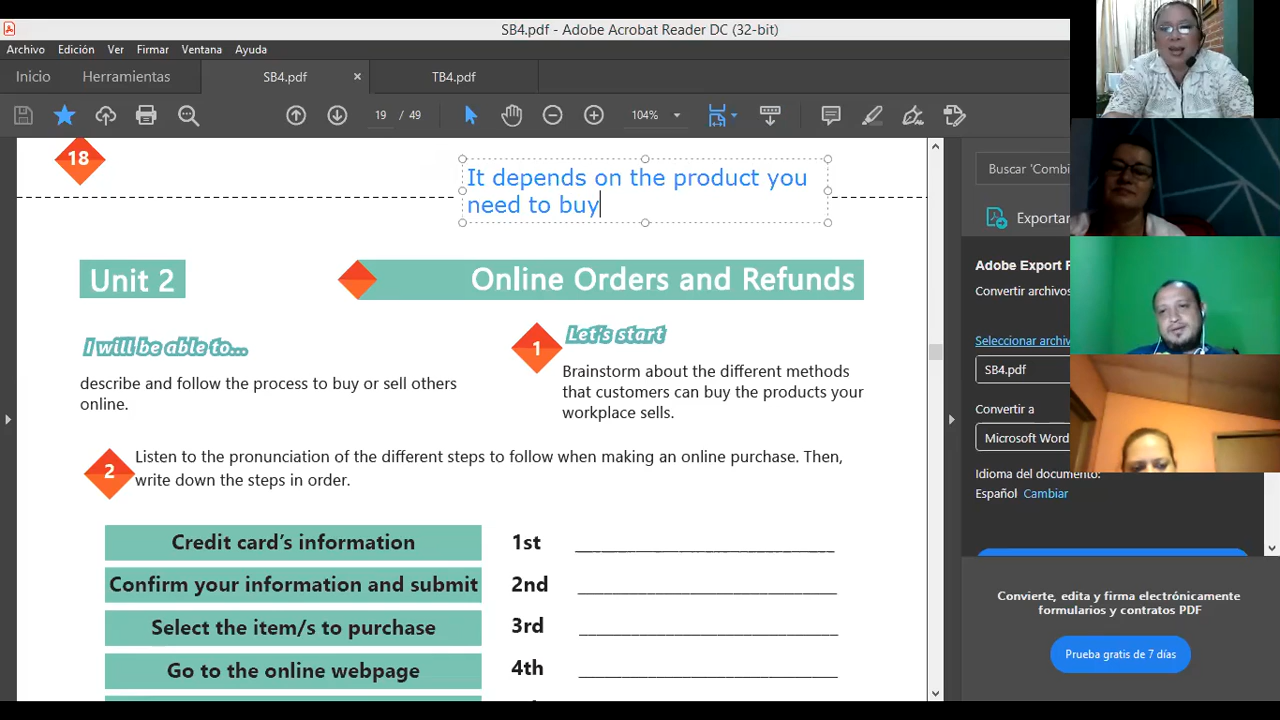 SB4.pdf - Adobe Acrobat Reader DC (32-bit)
Archivo Edición Ver Firmar Ventana Ayuda
Inicio Herramientas SB4.pdf × TB4.pdf
19 / 49 104%
18
It depends on the product you
need to buy
Unit 2
Online Orders and Refunds
I will be able to...
describe and follow the process to buy or sell others
online.
1
Let's start
Brainstorm about the different methods
that customers can buy the products your
workplace sells.
2
Listen to the pronunciation of the different steps to follow when making an online purchase. Then,
write down the steps in order.
Credit card's information 1st
Confirm your information and submit 2nd
Select the item/s to purchase 3rd
Go to the online webpage 4th
Buscar 'Combi
Exportar
Adobe Export
Convertir archivos
Seleccionar archiv
SB4.pdf
Convertir a
Microsoft Word
Idioma del documento:
Español Cambiar
Convierte, edita y firma electrónicamente
formularios y contratos PDF
Prueba gratis de 7 días